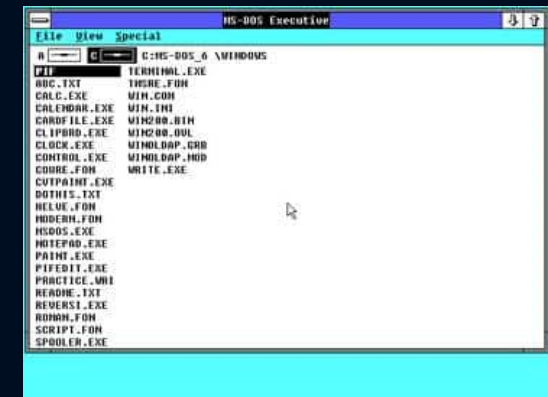 MS-DOS Executive
File View Special
A C C:MS-DOS_6 \WINDOWS
PIF TERMINAL.EXE
ABC.TXT TMSRE.FON
CALC.EXE WIN.COM
CALENDAR.EXE WIN.INI
CARDFILE.EXE WIN200.BIN
CLIPBRD.EXE WIN200.OVL
CLOCK.EXE WINOLDAP.GRB
CONTROL.EXE WINOLDAP.MOD
COURE.FON WRITE.EXE
CVTPAINT.EXE
DOTHIS.TXT
HELVE.FON
MODERN.FON
MSDOS.EXE
NOTEPAD.EXE
PAINT.EXE
PIFEDIT.EXE
PRACTICE.WRI
README.TXT
REVERSI.EXE
ROMAN.FON
SCRIPT.FON
SPOOLER.EXE